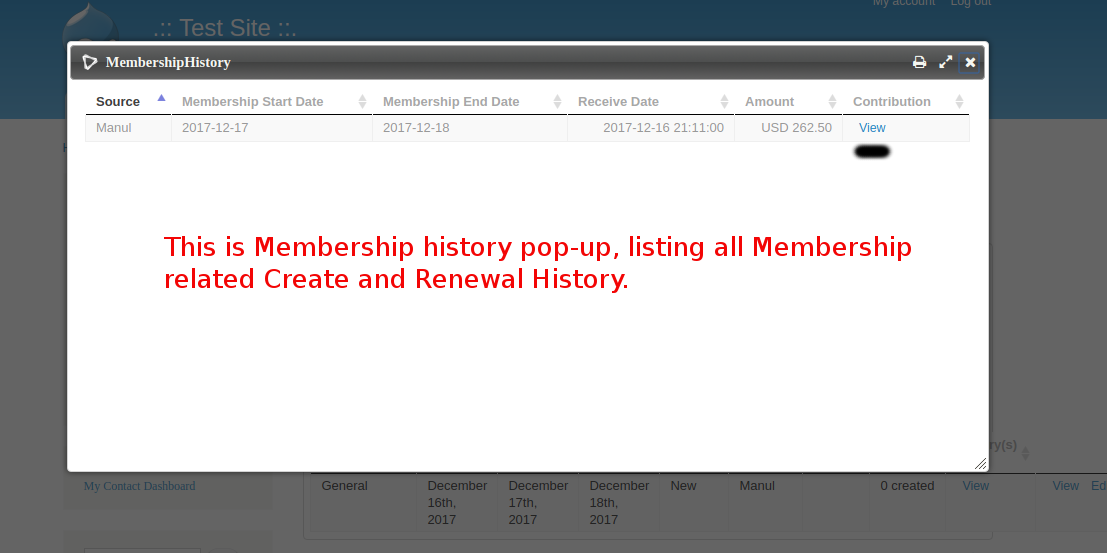 My account Log out
.:: Test Site ::.
MembershipHistory
Source Membership Start Date Membership End Date Receive Date Amount Contribution
Manul 2017-12-17 2017-12-18 2017-12-16 21:11:00 USD 262.50 View
This is Membership history pop-up, listing all Membership
related Create and Renewal History.
ry(s)
My Contact Dashboard
General December 16th, 2017 December 17th, 2017 December 18th, 2017 New Manul 0 created View View Ed